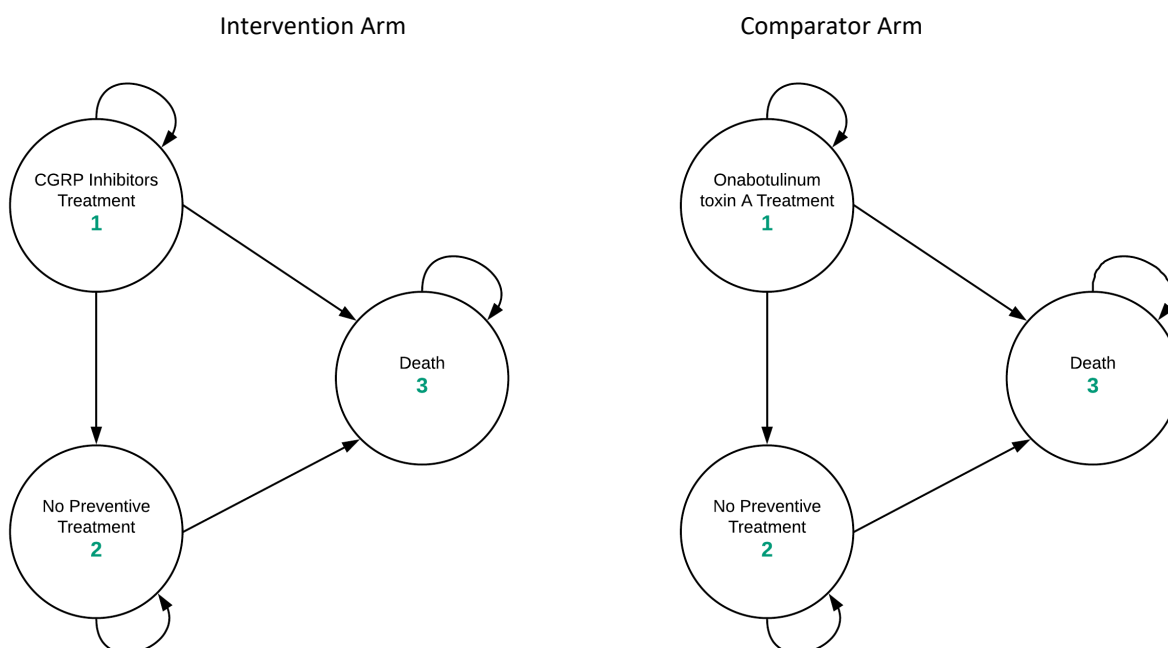 Intervention Arm
Comparator Arm
CGRP Inhibitors
Treatment
1
Death
3
No Preventive
Treatment
2
Onabotulinum
toxin A Treatment
1
Death
3
No Preventive
Treatment
2